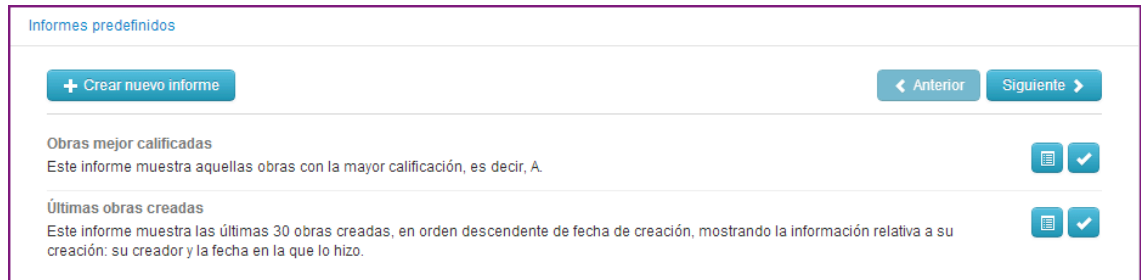 Informes predefinidos
Crear nuevo informe
Anterior
Siguiente
Obras mejor calificadas
Este informe muestra aquellas obras con la mayor calificación, es decir, A.
Últimas obras creadas
Este informe muestra las últimas 30 obras creadas, en orden descendente de fecha de creación, mostrando la información relativa a su
creación: su creador y la fecha en la que lo hizo.